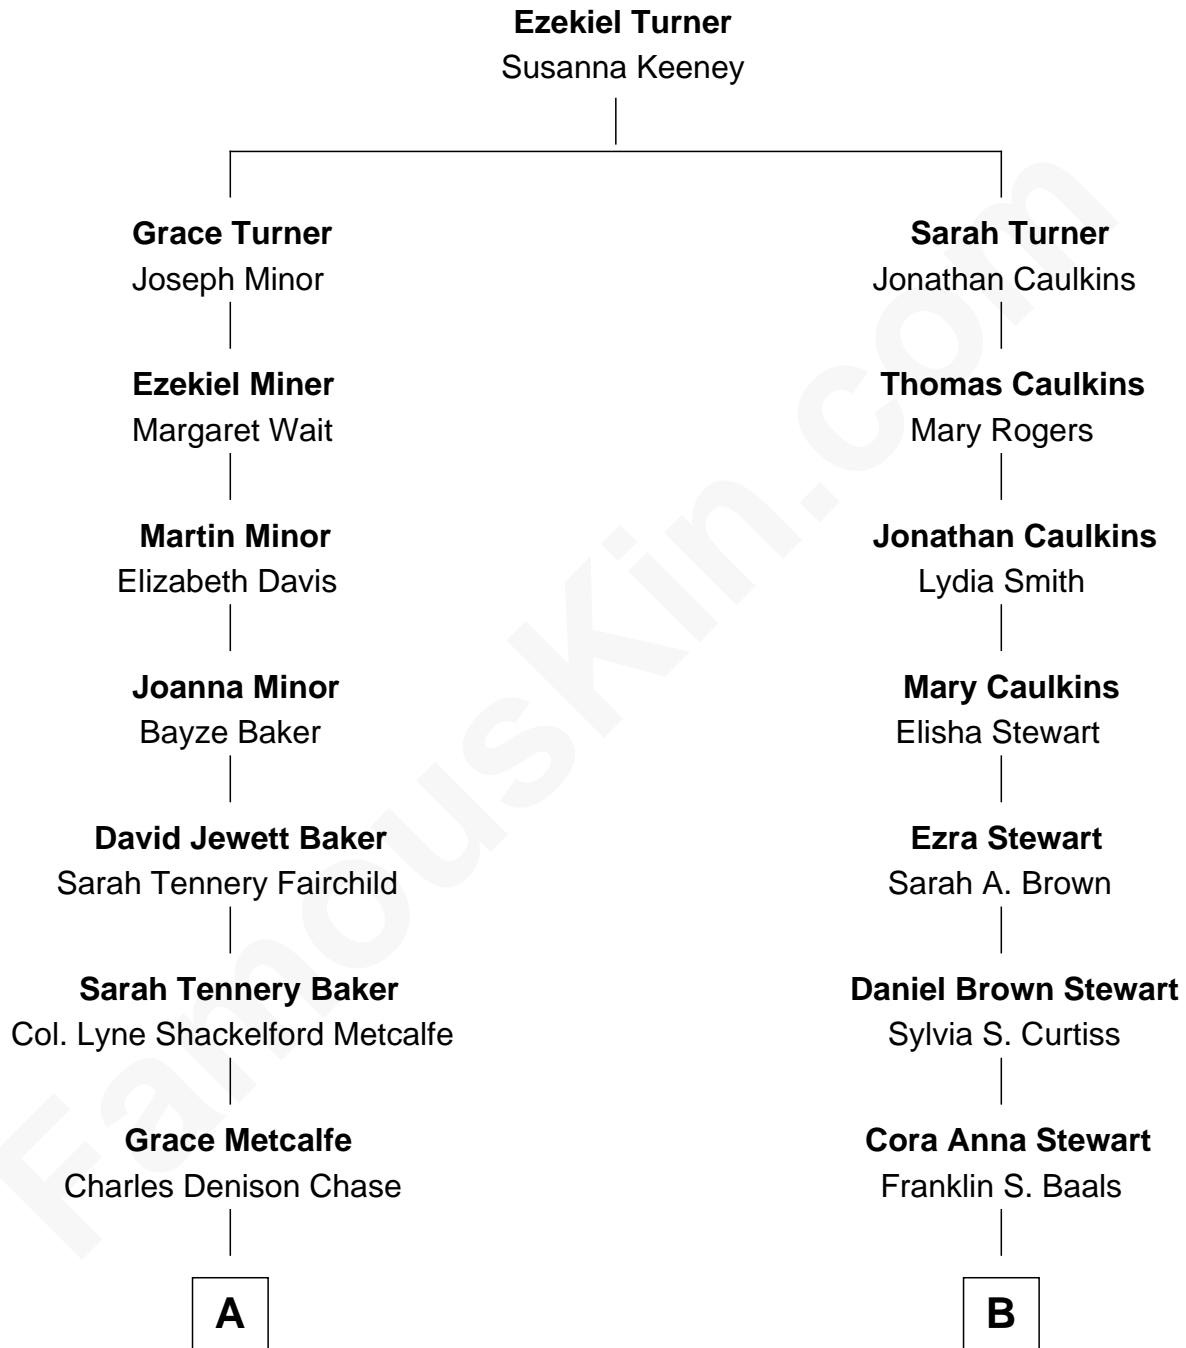 Ezekiel Turner
Susanna Keeney
Grace Turner
Joseph Minor
Sarah Turner
Jonathan Caulkins
Ezekiel Miner
Margaret Wait
Thomas Caulkins
Mary Rogers
Martin Minor
Elizabeth Davis
Jonathan Caulkins
Lydia Smith
Joanna Minor
Bayze Baker
Mary Caulkins
Elisha Stewart
David Jewett Baker
Sarah Tennery Fairchild
Ezra Stewart
Sarah A. Brown
Sarah Tennery Baker
Col. Lyne Shackelford Metcalfe
Daniel Brown Stewart
Sylvia S. Curtiss
Grace Metcalfe
Charles Denison Chase
Cora Anna Stewart
Franklin S. Baals
A
B
FamousKin.com